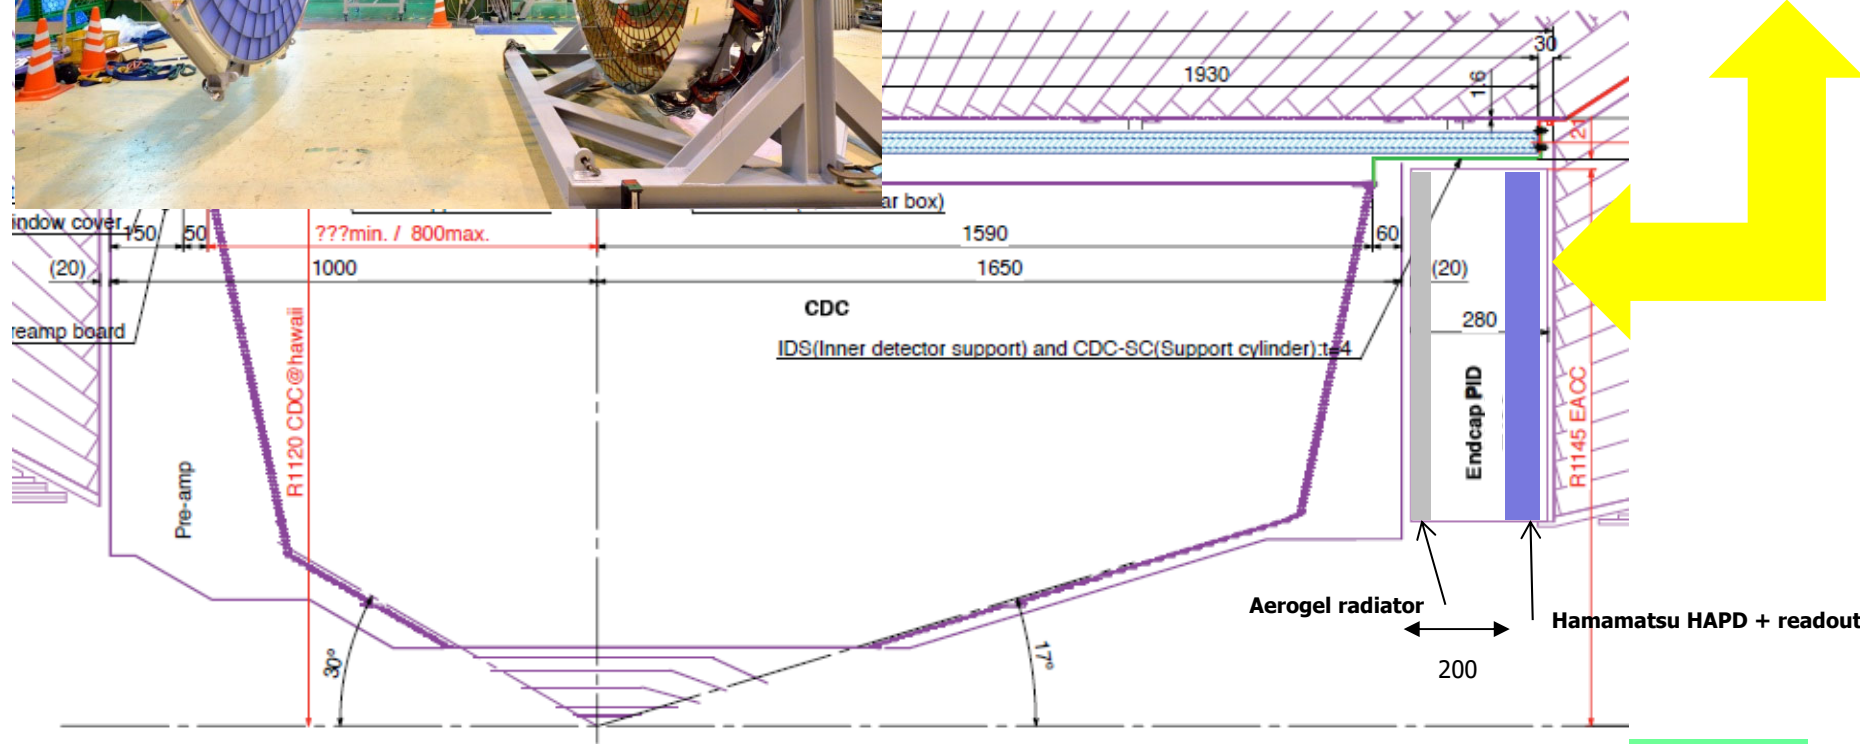 30
1930
16
21
ar box)
indow cover
150
50
???min. / 800max.
1590
60
(20)
1000
1650
(20)
CDC
reamp board
280
IDS(Inner detector support) and CDC-SC(Support cylinder):t=4
R1120 CDC@hawaii
Endcap PID
R1145 EACC
Pre-amp
Aerogel radiator
Hamamatsu HAPD + readout
30º
17º
200